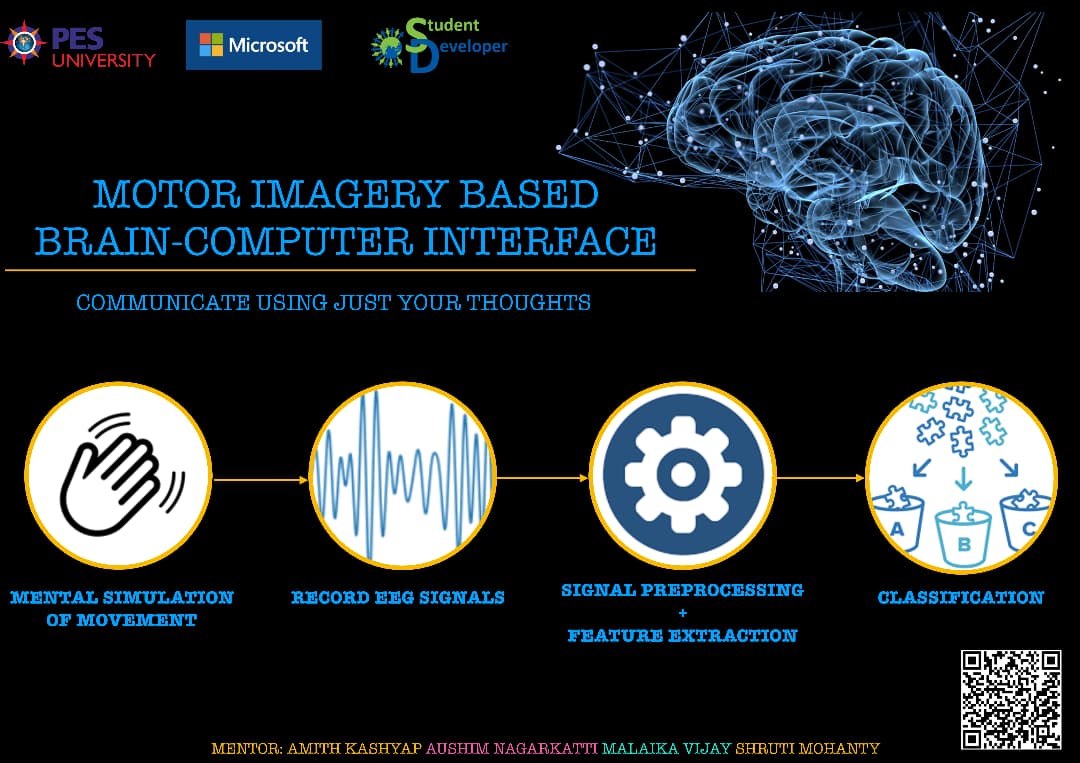 PES
UNIVERSITY
Microsoft
Student
Developer
MOTOR IMAGERY BASED
BRAIN-COMPUTER INTERFACE
COMMUNICATE USING JUST YOUR THOUGHTS
A
B
C
MENTAL SIMULATION
OF MOVEMENT
RECORD EEG SIGNALS
SIGNAL PREPROCESSING
+
FEATURE EXTRACTION
CLASSIFICATION
MENTOR: AMITH KASHYAP AUSHIM NAGARKATTI MALAIKA VIJAY SHRUTI MOHANTY